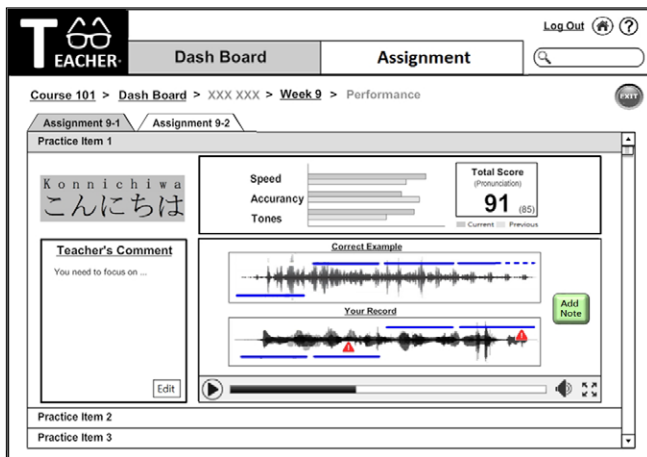 TEACHER
Log Out
?
Dash Board
Assignment
Course 101 > Dash Board > XXX XXX > Week 9 > Performance
EXIT
Assignment 9-1
Assignment 9-2
Practice Item 1
Konnichiwa
こんにちは
Speed
Accurancy
Tones
Total Score
(Pronunciation)
91 (85)
Current Previous
Teacher's Comment
You need to focus on ...
Edit
Correct Example
Your Record
Add
Note
Practice Item 2
Practice Item 3